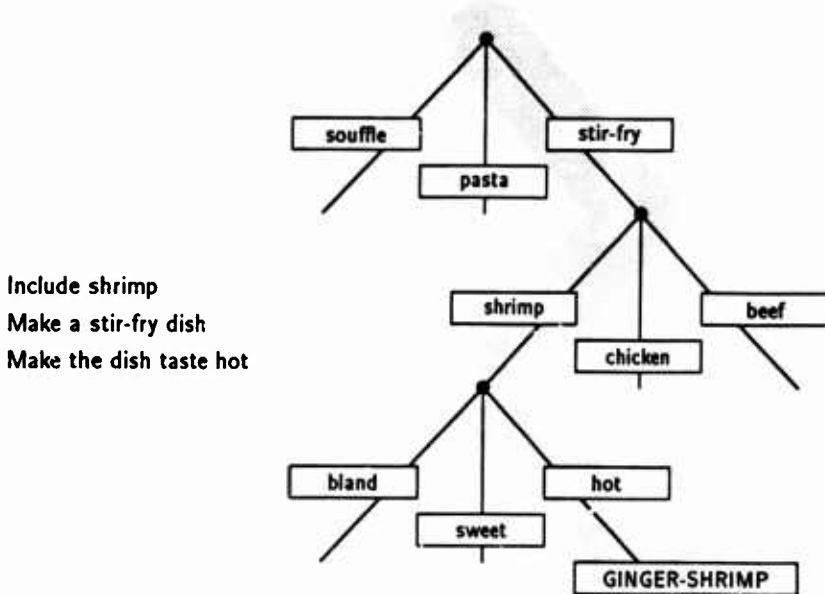 souffle
stir-fry
pasta
Include shrimp
Make a stir-fry dish
Make the dish taste hot
shrimp
beef
chicken
bland
hot
sweet
GINGER-SHRIMP